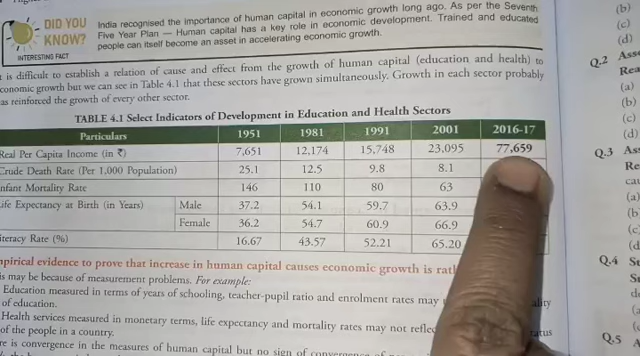 DID YOU
KNOW?
INTERESTING FACT
India recognised the importance of human capital in economic growth long ago. As per the Seventh
Five Year Plan — Human capital has a key role in economic development. Trained and educated
people can itself become an asset in accelerating economic growth.
t is difficult to establish a relation of cause and effect from the growth of human capital (education and health) to
conomic growth but we can see in Table 4.1 that these sectors have grown simultaneously. Growth in each sector probably
as reinforced the growth of every other sector.
TABLE 4.1 Select Indicators of Development in Education and Health Sectors
Particulars 1951 1981 1991 2001 2016-17
Real Per Capita Income (in ₹) 7,651 12,174 15,748 23,095 77,659
Crude Death Rate (Per 1,000 Population) 25.1 12.5 9.8 8.1
nfant Mortality Rate 146 110 80 63
ife Expectancy at Birth (in Years) Male 37.2 54.1 59.7 63.9
Female 36.2 54.7 60.9 66.9
iteracy Rate (%) 16.67 43.57 52.21 65.20
mpirical evidence to prove that increase in human capital causes economic growth is rat
is may be because of measurement problems. For example:
Education measured in terms of years of schooling, teacher-pupil ratio and enrolment rates may
of education.
Health services measured in monetary terms, life expectancy and mortality rates may not reflec
of the people in a country.
re is convergence in the measures of human capital but no sign of convergence of
(b)
(c)
(d)
Q.2 Ass
Rea
(a)
(b)
(c)
(d)
Q.3 Ass
Re
cau
(a)
(b)
(c
(d
Q.4 St
St
Q.5